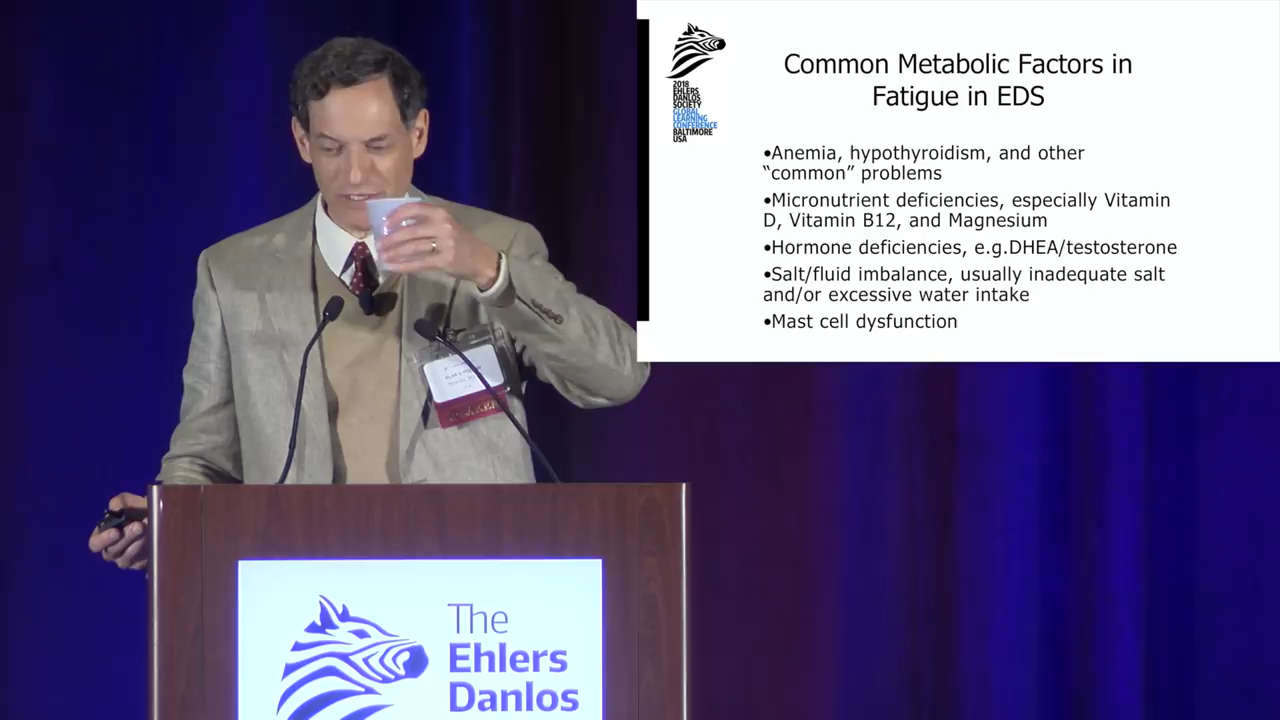 2018
EHLERS
DANLOS
SOCIETY
GLOBAL
LEARNING
CONFERENCE
BALTIMORE
USA
Common Metabolic Factors in
Fatigue in EDS
•Anemia, hypothyroidism, and other
“common” problems
•Micronutrient deficiencies, especially Vitamin
D, Vitamin B12, and Magnesium
•Hormone deficiencies, e.g.DHEA/testosterone
•Salt/fluid imbalance, usually inadequate salt
and/or excessive water intake
•Mast cell dysfunction
The
Ehlers
Danlos